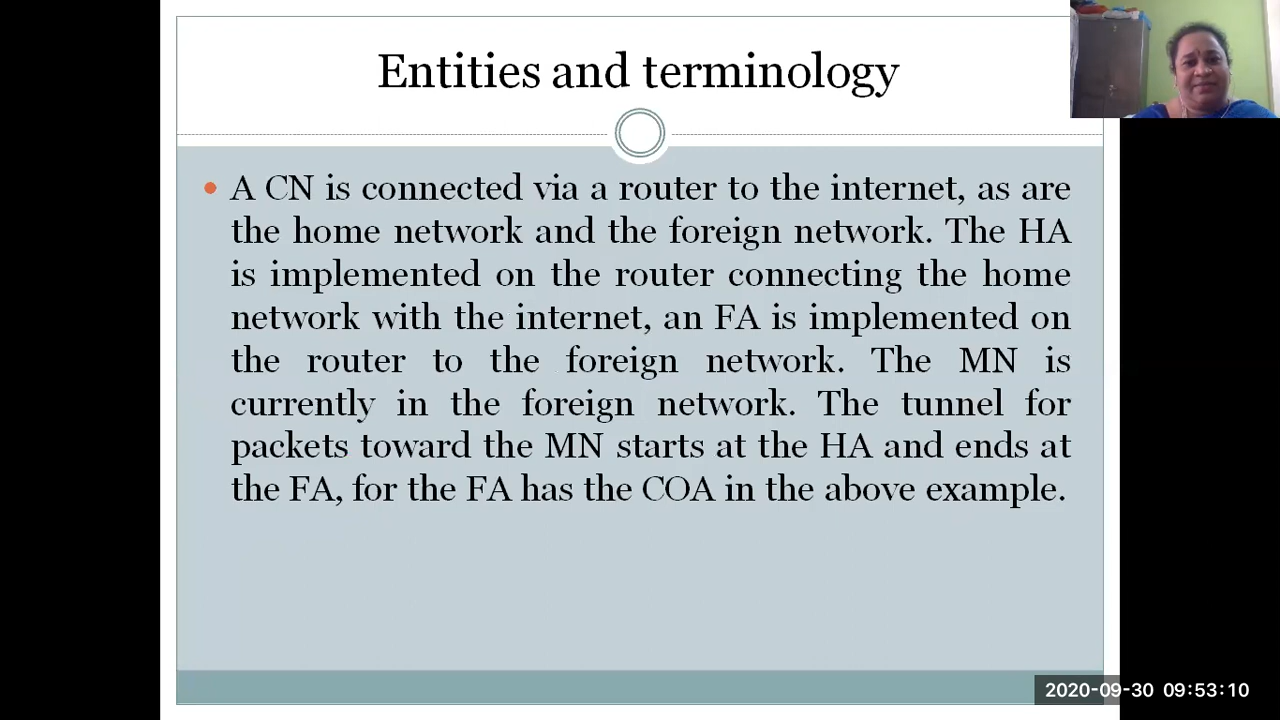 Entities and terminology
A CN is connected via a router to the internet, as are
the home network and the foreign network. The HA
is implemented on the router connecting the home
network with the internet, an FA is implemented on
the router to the foreign network. The MN is
currently in the foreign network. The tunnel for
packets toward the MN starts at the HA and ends at
the FA, for the FA has the COA in the above example.
2020-09-30 09:53:10